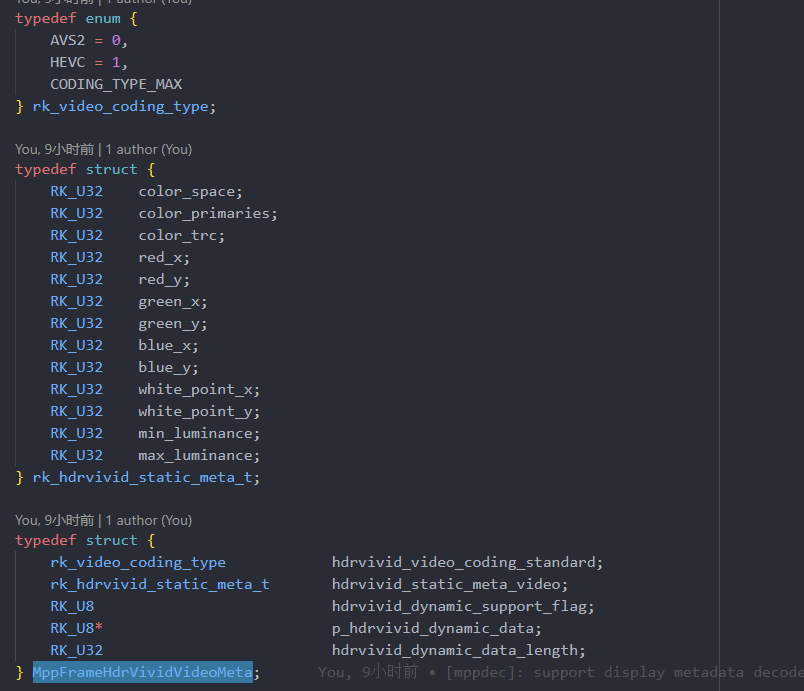 You, 9小时前 | 1 author (You)
typedef enum {
AVS2 = 0,
HEVC = 1,
CODING_TYPE_MAX
} rk_video_coding_type;
You, 9小时前 | 1 author (You)
typedef struct {
RK_U32 color_space;
RK_U32 color_primaries;
RK_U32 color_trc;
RK_U32 red_x;
RK_U32 red_y;
RK_U32 green_x;
RK_U32 green_y;
RK_U32 blue_x;
RK_U32 blue_y;
RK_U32 white_point_x;
RK_U32 white_point_y;
RK_U32 min_luminance;
RK_U32 max_luminance;
} rk_hdrvivid_static_meta_t;
You, 9小时前 | 1 author (You)
typedef struct {
rk_video_coding_type hdrvivid_video_coding_standard;
rk_hdrvivid_static_meta_t hdrvivid_static_meta_video;
RK_U8 hdrvivid_dynamic_support_flag;
RK_U8* p_hdrvivid_dynamic_data;
RK_U32 hdrvivid_dynamic_data_length;
} MppFrameHdrVividVideoMeta; You, 9小时前 • [mppdec]: support display metadata decode